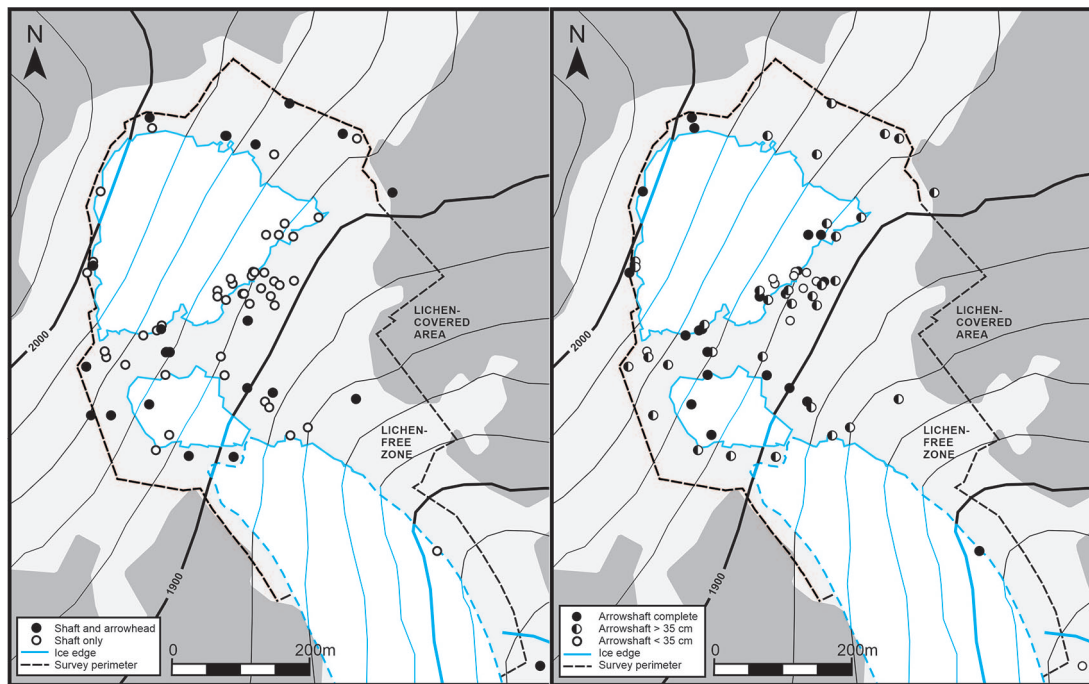 N
LICHEN-
COVERED
AREA
LICHEN-
FREE
ZONE
2000
1900
Shaft and arrowhead
Shaft only
Ice edge
Survey perimeter
0
200m
N
LICHEN-
COVERED
AREA
LICHEN-
FREE
ZONE
2000
1900
Arrowshaft complete
Arrowshaft > 35 cm
Arrowshaft < 35 cm
Ice edge
Survey perimeter
0
200m